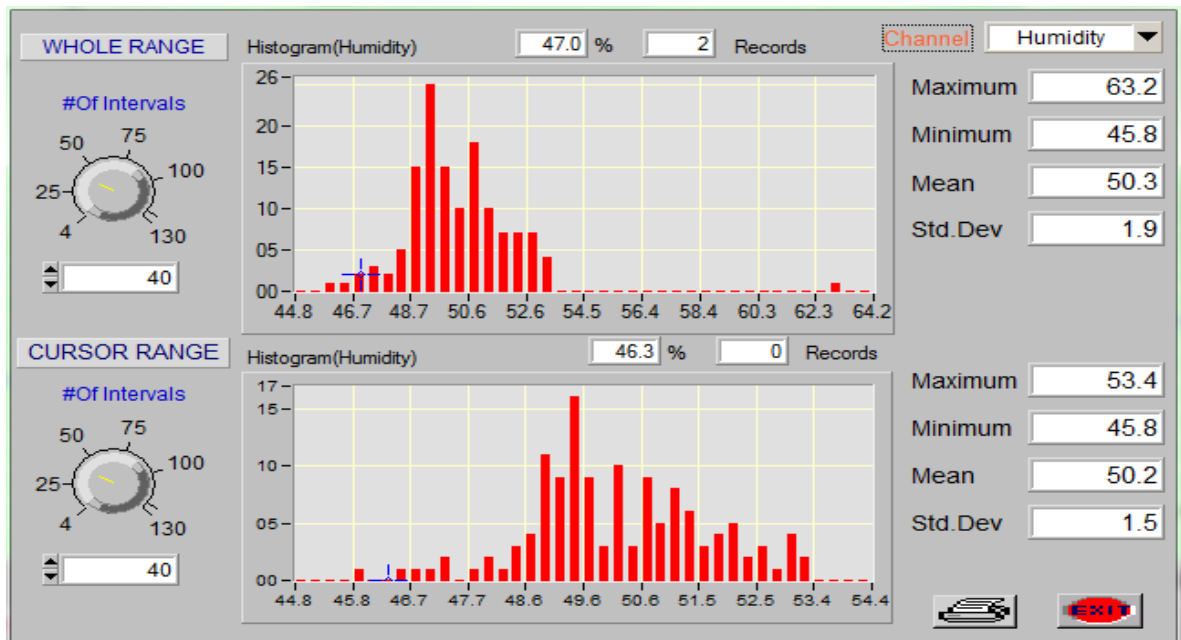 WHOLE RANGE
Histogram(Humidity)
47.0 %
2 Records
Channel
Humidity
#Of Intervals
4 25 50 75 100 130
40
26
20
15
10
05
00
44.8 46.7 48.7 50.6 52.6 54.5 56.4 58.4 60.3 62.3 64.2
Maximum 63.2
Minimum 45.8
Mean 50.3
Std.Dev 1.9
CURSOR RANGE
Histogram(Humidity)
46.3 %
0 Records
#Of Intervals
4 25 50 75 100 130
40
17
15
10
05
00
44.8 45.8 46.7 47.7 48.6 49.6 50.6 51.5 52.5 53.4 54.4
Maximum 53.4
Minimum 45.8
Mean 50.2
Std.Dev 1.5
EXIT